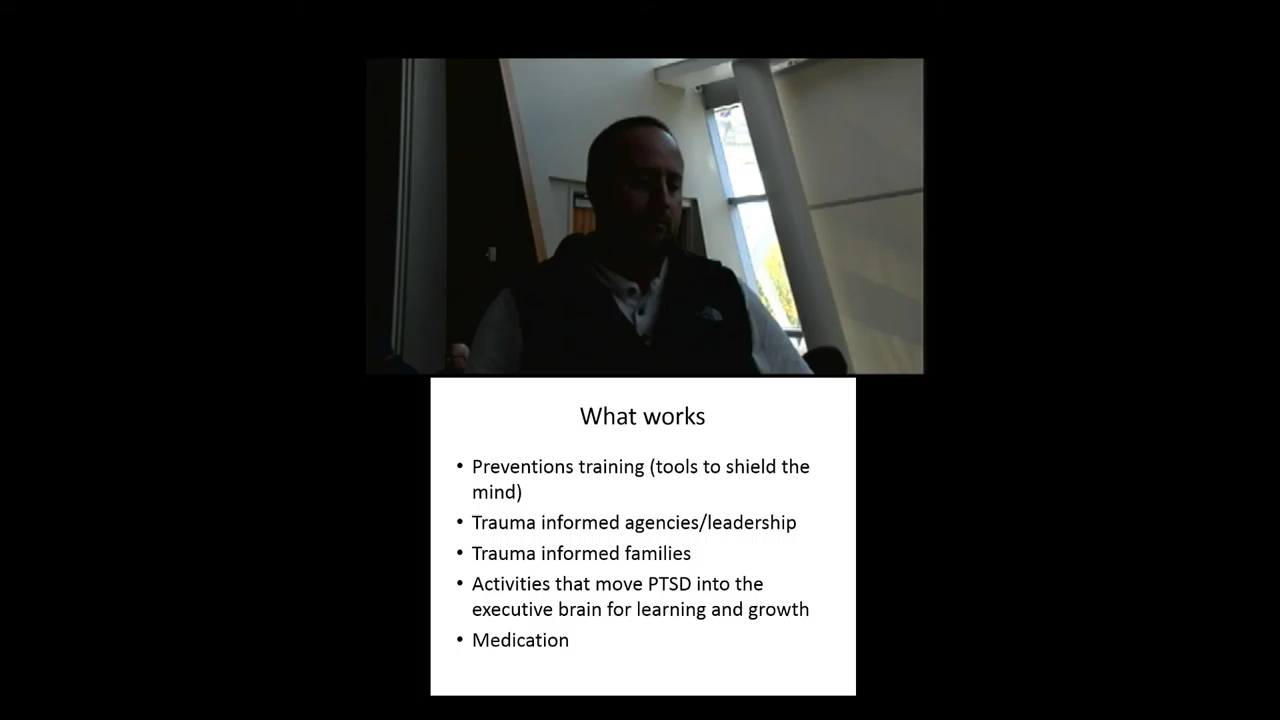 What works
• Preventions training (tools to shield the
mind)
• Trauma informed agencies/leadership
• Trauma informed families
• Activities that move PTSD into the
executive brain for learning and growth
• Medication